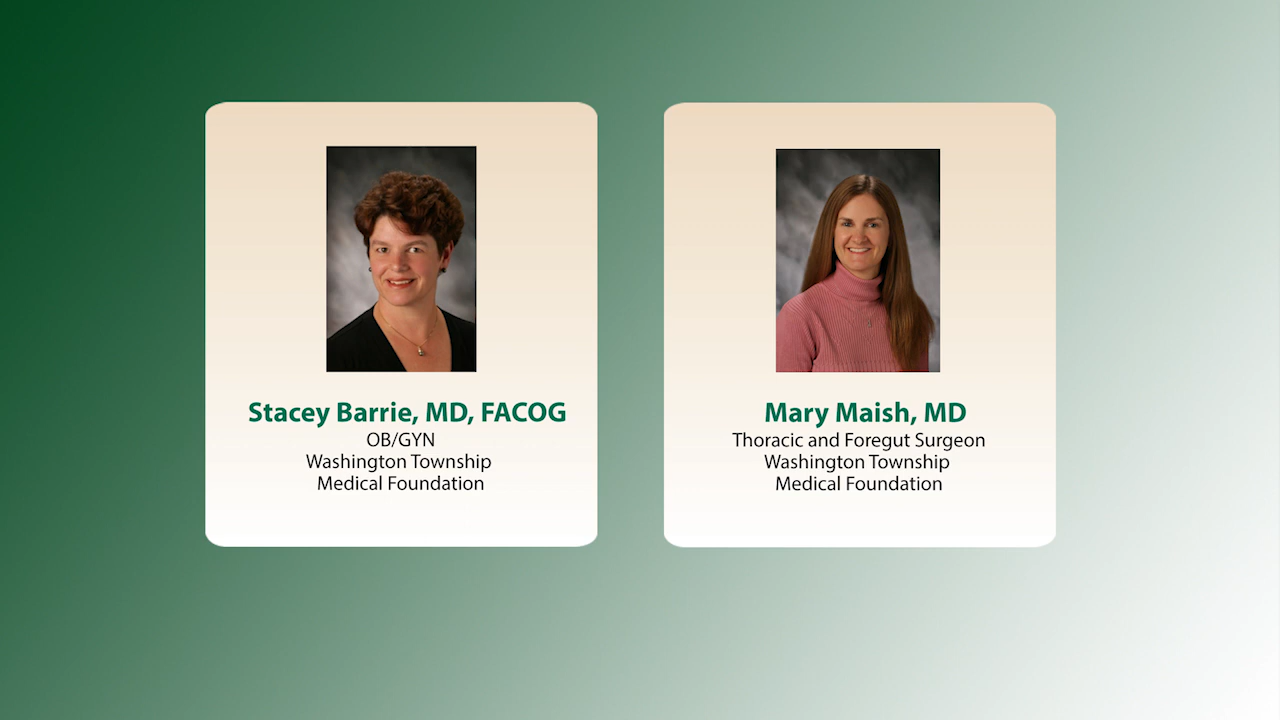 Stacey Barrie, MD, FACOG
OB/GYN
Washington Township
Medical Foundation
Mary Maish, MD
Thoracic and Foregut Surgeon
Washington Township
Medical Foundation